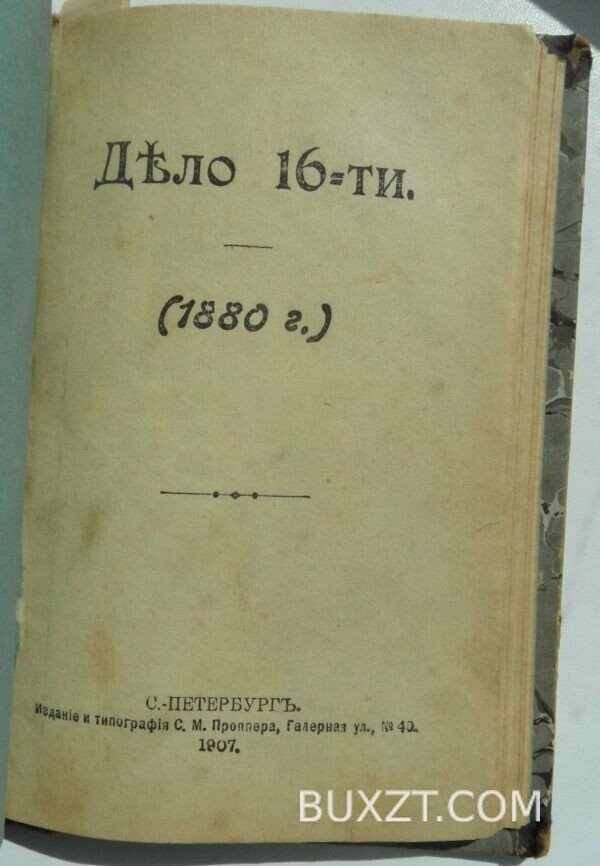 Дѣло 16=ти.
(1880 г.)
С.-ПЕТЕРБУРГЪ.
Изданіе и типографія С. М. Проппера, Галерная ул., № 40.
1907.
BUXZT.COM